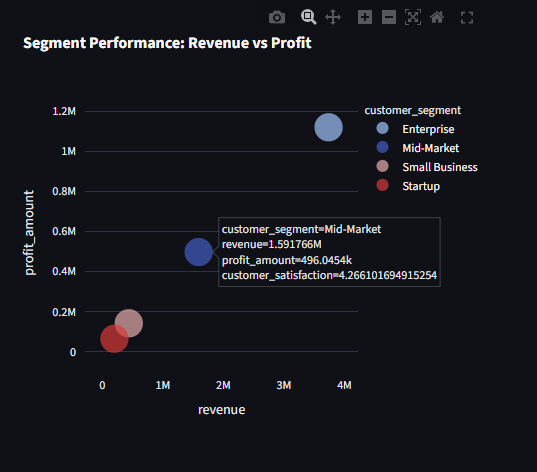 Segment Performance: Revenue vs Profit
customer_segment
Enterprise
Mid-Market
Small Business
Startup
1.2M
1M
0.8M
0.6M
0.4M
0.2M
0
profit_amount
customer_segment=Mid-Market
revenue=1.591766M
profit_amount=496.0454k
customer_satisfaction=4.266101694915254
0
1M
2M
3M
4M
revenue